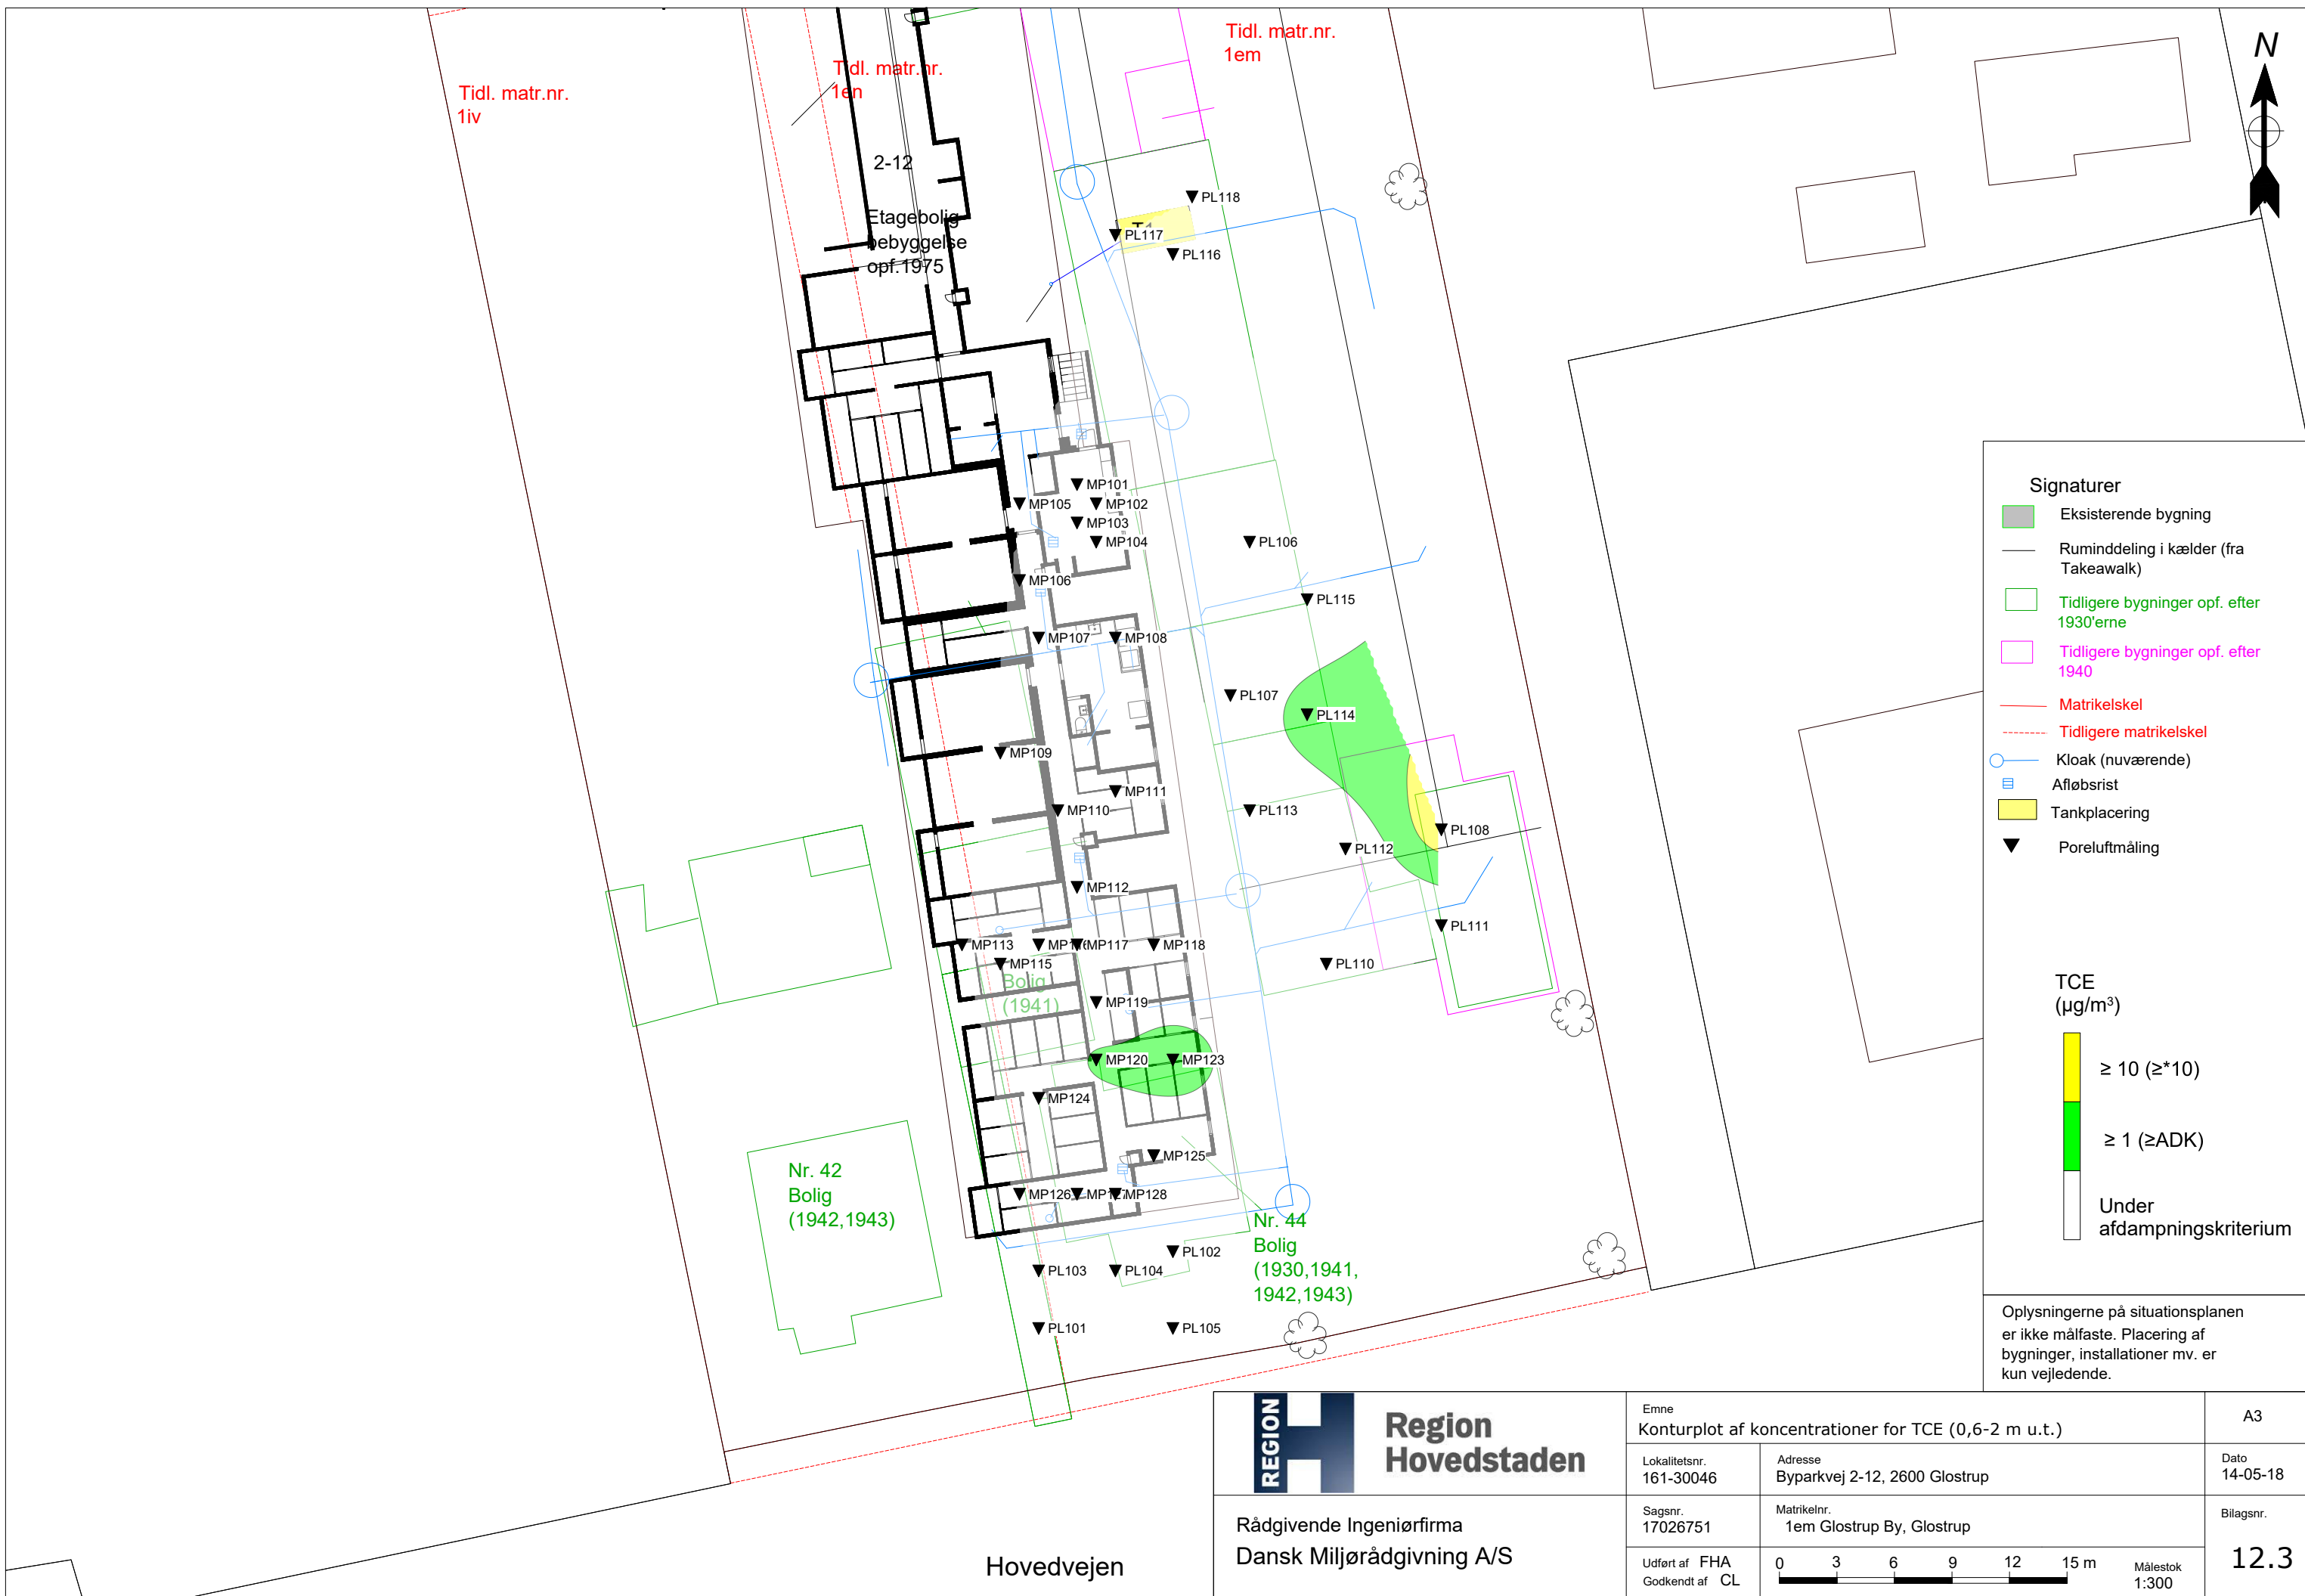 Tidl. matr.nr.
1iv
Tidl. matr.nr.
1en
Tidl. matr.nr.
1em
N
2-12
Etagebolig
bebyggelse
opf.1975
PL118
PL117
PL116
MP101
MP105
MP102
MP103
MP104
PL106
MP106
PL115
MP107
MP108
PL107
PL114
MP109
MP111
MP110
PL113
PL108
PL112
MP112
PL111
MP113
MP117
MP118
MP115
PL110
Bolig
(1941)
MP119
MP120
MP123
MP124
MP125
MP126
MP128
Nr. 42
Bolig
(1942,1943)
Nr. 44
Bolig
(1930,1941,
1942,1943)
PL102
PL103
PL104
PL101
PL105
Hovedvejen
Signaturer
Eksisterende bygning
Ruminddeling i kælder (fra
Takeawalk)
Tidligere bygninger opf. efter
1930'erne
Tidligere bygninger opf. efter
1940
Matrikelskel
Tidligere matrikelskel
Kloak (nuværende)
Afløbsrist
Tankplacering
Poreluftmåling
TCE
(µg/m³)
≥ 10 (≥*10)
≥ 1 (≥ADK)
Under
afdampningskriterium
Oplysningerne på situationsplanen
er ikke målfaste. Placering af
bygninger, installationer mv. er
kun vejledende.
REGION
Region
Hovedstaden
Rådgivende Ingeniørfirma
Dansk Miljørådgivning A/S
Emne
Konturplot af koncentrationer for TCE (0,6-2 m u.t.)
A3
Lokalitetsnr.
161-30046
Adresse
Byparkvej 2-12, 2600 Glostrup
Dato
14-05-18
Sagsnr.
17026751
Matrikelnr.
1em Glostrup By, Glostrup
Bilagsnr.
12.3
Udført af FHA
Godkendt af CL
0 3 6 9 12 15 m
Målestok
1:300